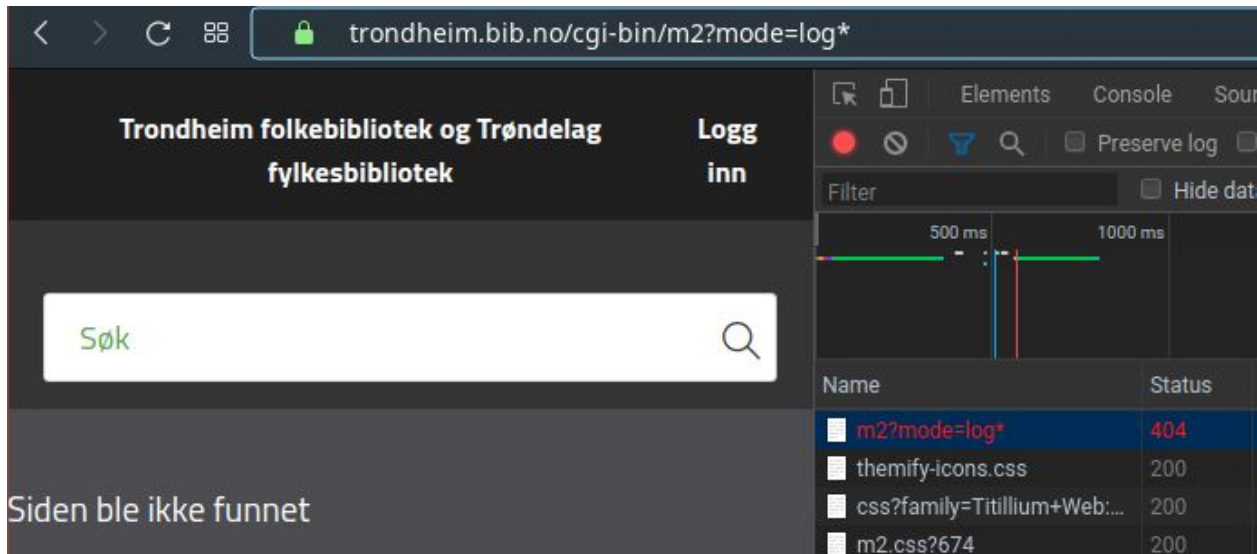 trondheim.bib.no/cgi-bin/m2?mode=log*
Trondheim folkebibliotek og Trøndelag
fylkesbibliotek
Logg
inn
Søk
Siden ble ikke funnet
Elements Console Sour
Preserve log
Filter Hide data
500 ms 1000 ms
Name Status
m2?mode=log* 404
themify-icons.css 200
css?family=Titillium+Web:... 200
m2.css?674 200